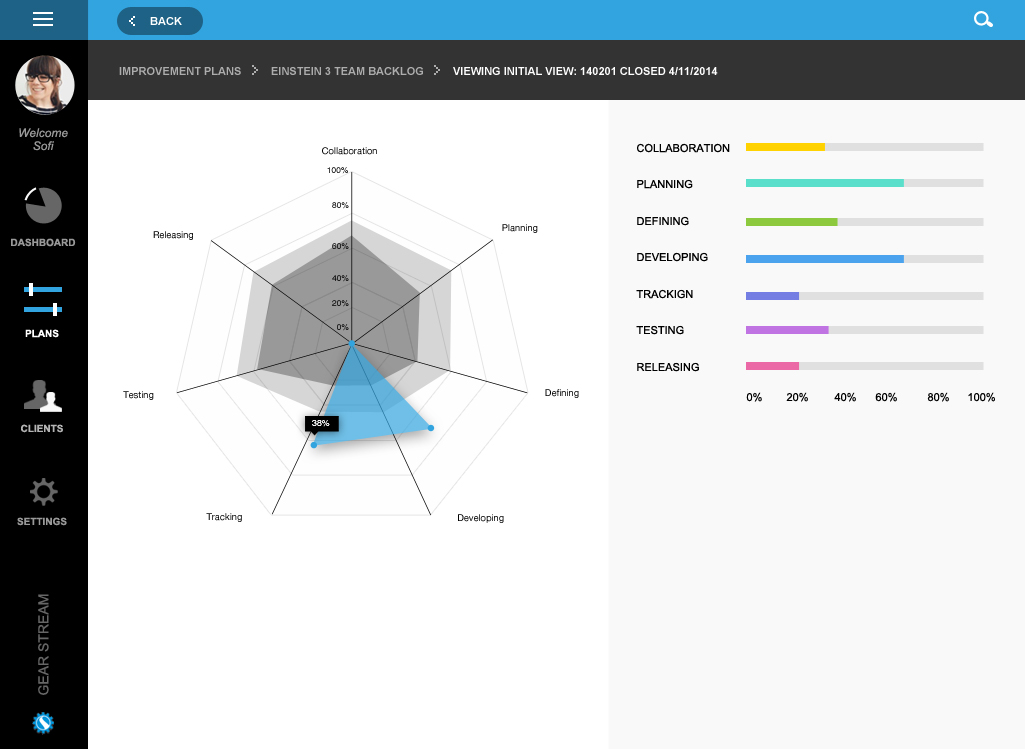 BACK
IMPROVEMENT PLANS > EINSTEIN 3 TEAM BACKLOG > VIEWING INITIAL VIEW: 140201 CLOSED 4/11/2014
Welcome
Sofi
DASHBOARD
PLANS
CLIENTS
SETTINGS
GEAR STREAM
Collaboration
100%
80%
60%
40%
20%
0%
Releasing
Planning
Testing
Defining
38%
Tracking
Developing
COLLABORATION
PLANNING
DEFINING
DEVELOPING
TRACKIGN
TESTING
RELEASING
0% 20% 40% 60% 80% 100%